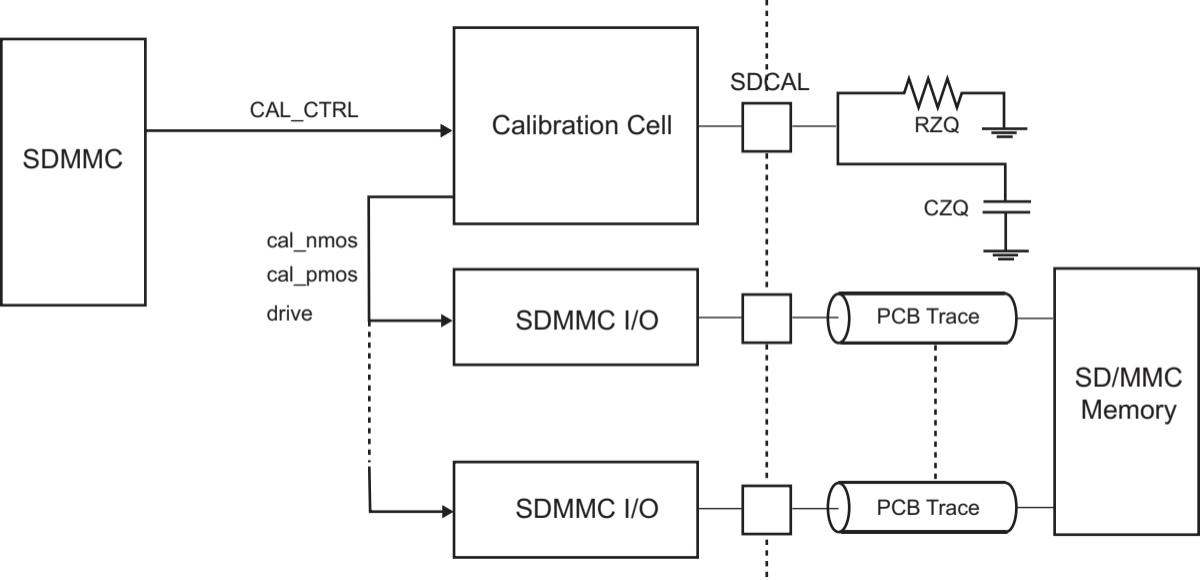 SDCAL
CAL_CTRL
SDMMC
Calibration Cell
RZQ
CZQ
cal_nmos
cal_pmos
drive
SDMMC I/O
PCB Trace
SD/MMC
Memory
SDMMC I/O
PCB Trace